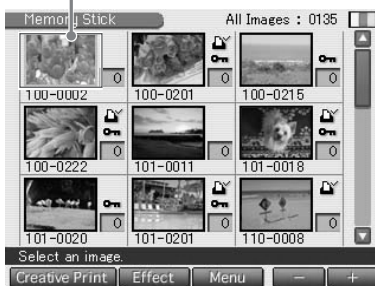 Memory Stick All Images : 0135
0 0 0
100-0002 100-0201 100-0215
0 0 0
100-0222 101-0011 101-0018
0 0 0
101-0020 101-0201 110-0008
Select an image.
Creative Print Effect Menu − +